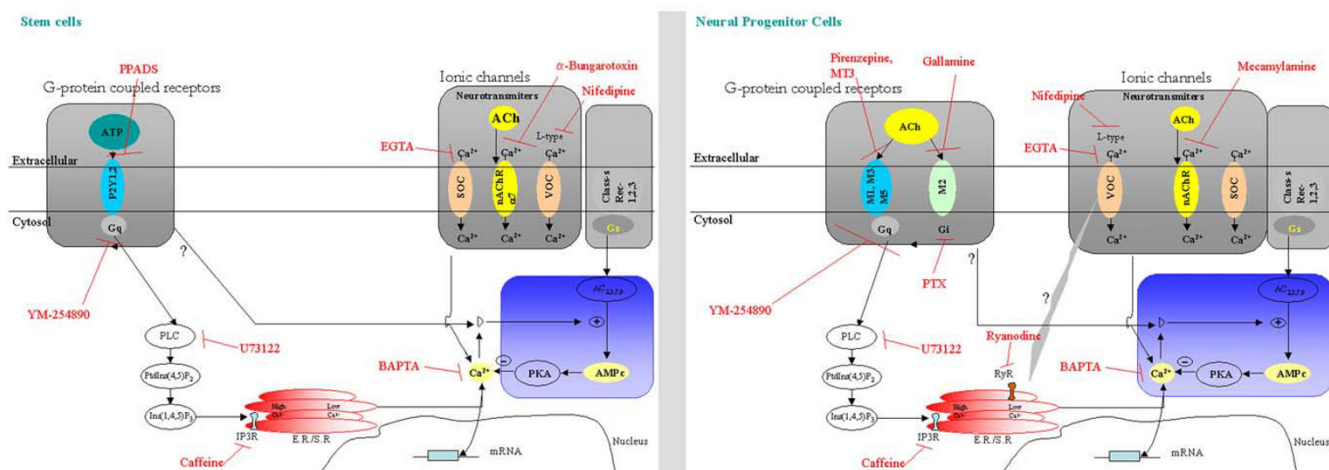 Stem cells
PPADS
G-protein coupled receptors
ATP
P2Y1,2
Gq
Ionic channels
α-Bungarotoxin
Neurotransmiters
Nifedipine
ACh
L-type
EGTA
Ca²⁺ Ca²⁺ Ca²⁺
SOC
nAChR
α7
VOC
Ca²⁺ Ca²⁺ Ca²⁺
Class-s
Rec-
1,2,3
Gs
Extracellular
Cytosol
?
YM-254890
PLC
U73122
PtdIns(4,5)P₂
Ins(1,4,5)P₃
BAPTA
Ca²⁺
−
PKA
AMPc
+
High
Low
Ca²⁺
Ca²⁺
IP3R
E.R./S.R
Caffeine
mRNA
Nucleus
Neural Progenitor Cells
Pirenzepine,
MT3
Gallamine
G-protein coupled receptors
ACh
M1, M3
M5
M2
Gq
Gi
Ionic channels
Mecamylamine
Neurotransmiters
Nifedipine
ACh
L-type
EGTA
Ca²⁺ Ca²⁺ Ca²⁺
VOC
nAChR
SOC
Ca²⁺ Ca²⁺ Ca²⁺
Class-s
Rec-
1,2,3
Gs
Extracellular
Cytosol
?
?
PTX
YM-254890
PLC
U73122
PtdIns(4,5)P₂
Ins(1,4,5)P₃
Ryanodine
RyR
BAPTA
Ca²⁺
−
PKA
AMPc
+
High
Low
Ca²⁺
Ca²⁺
IP3R
E.R./S.R
Caffeine
mRNA
Nucleus